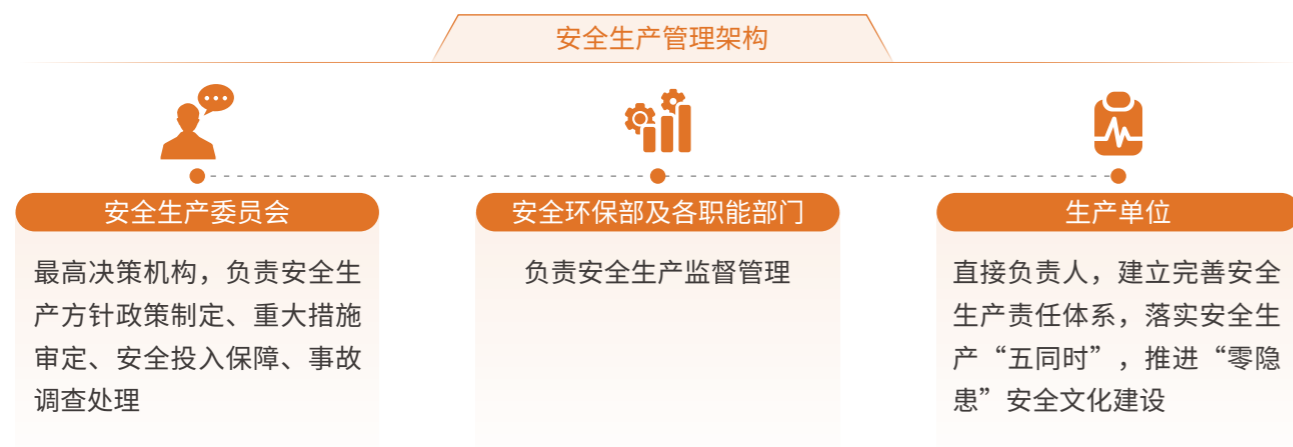 安全生产管理架构
安全生产委员会
最高决策机构，负责安全生
产方针政策制定、重大措施
审定、安全投入保障、事故
调查处理
安全环保部及各职能部门
负责安全生产监督管理
生产单位
直接负责人，建立完善安全
生产责任体系，落实安全生
产“五同时”，推进“零隐
患”安全文化建设